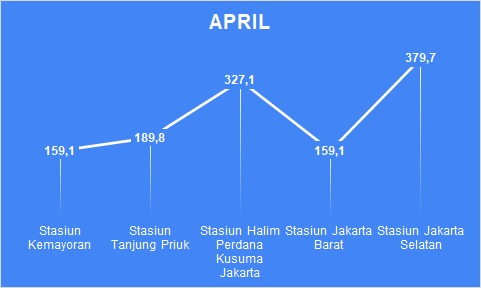 APRIL
379,7
327,1
189,8
159,1
159,1
Stasiun
Kemayoran
Stasiun
Tanjung Priuk
Stasiun Halim
Perdana
Kusuma
Jakarta
Stasiun Jakarta
Barat
Stasiun Jakarta
Selatan